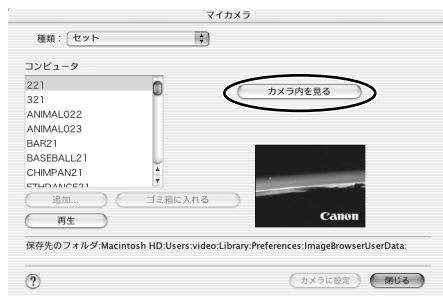 マイカメラ
種類： セット
コンピュータ
221
321
ANIMAL022
ANIMAL023
BAR21
BASEBALL21
CHIMPAN21
ETHDANCE21
カメラ内を見る
Canon
追加...
ゴミ箱に入れる
再生
保存先のフォルダ:Macintosh HD:Users:video:Library:Preferences:ImageBrowserUserData:
?
カメラに設定
閉じる